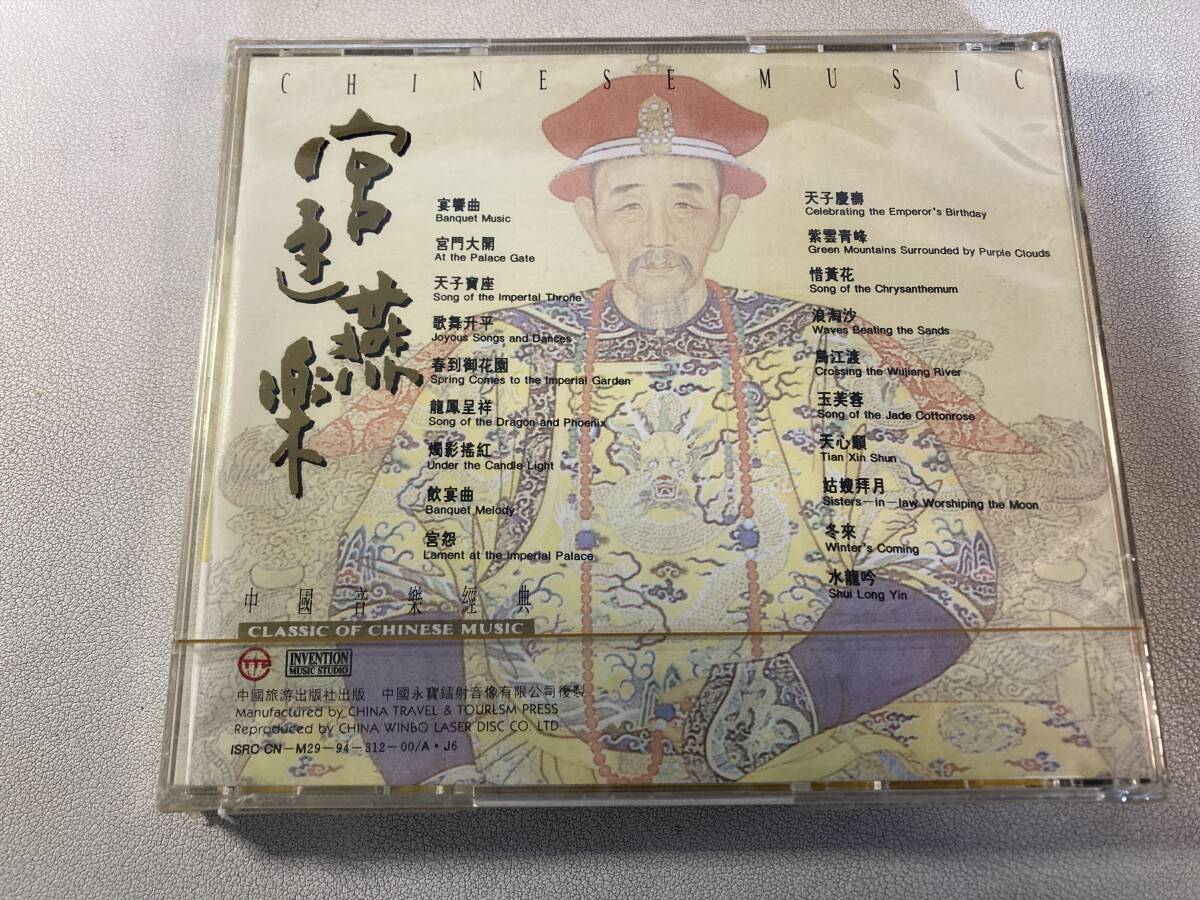 CHINESE MUSIC
宮廷
燕樂
宴饗曲
Banquet Music
宮門大開
At the Palace Gate
天子寶座
Song of the Imperial Throne
歌舞升平
Joyous Songs and Dances
春到御花園
Spring Comes to the Imperial Garden
龍鳳呈祥
Song of the Dragon and Phoenix
燭影搖紅
Under the Candle Light
飲宴曲
Banquet Melody
宮怨
Lament at the Imperial Palace
天子慶壽
Celebrating the Emperor's Birthday
紫雲青峰
Green Mountains Surrounded by Purple Clouds
惜黃花
Song of the Chrysanthemum
浪淘沙
Waves Beating the Sands
烏江渡
Crossing the Wujiang River
玉芙蓉
Song of the Jade Cottonrose
天心順
Tian Xin Shun
姑嫂拜月
Sisters-in-law Worshiping the Moon
冬來
Winter's Coming
水龍吟
Shui Long Yin
中國音樂經典
CLASSIC OF CHINESE MUSIC
TTP
INVENTION
MUSIC STUDIO
中國旅游出版社出版 中國永寶鐳射音像有限公司復製
Manufactured by CHINA TRAVEL & TOURLSM PRESS
Reproduced by CHINA WINBO LASER DISC CO. LTD.
ISRC CN-M29-94-312-00/A·J6